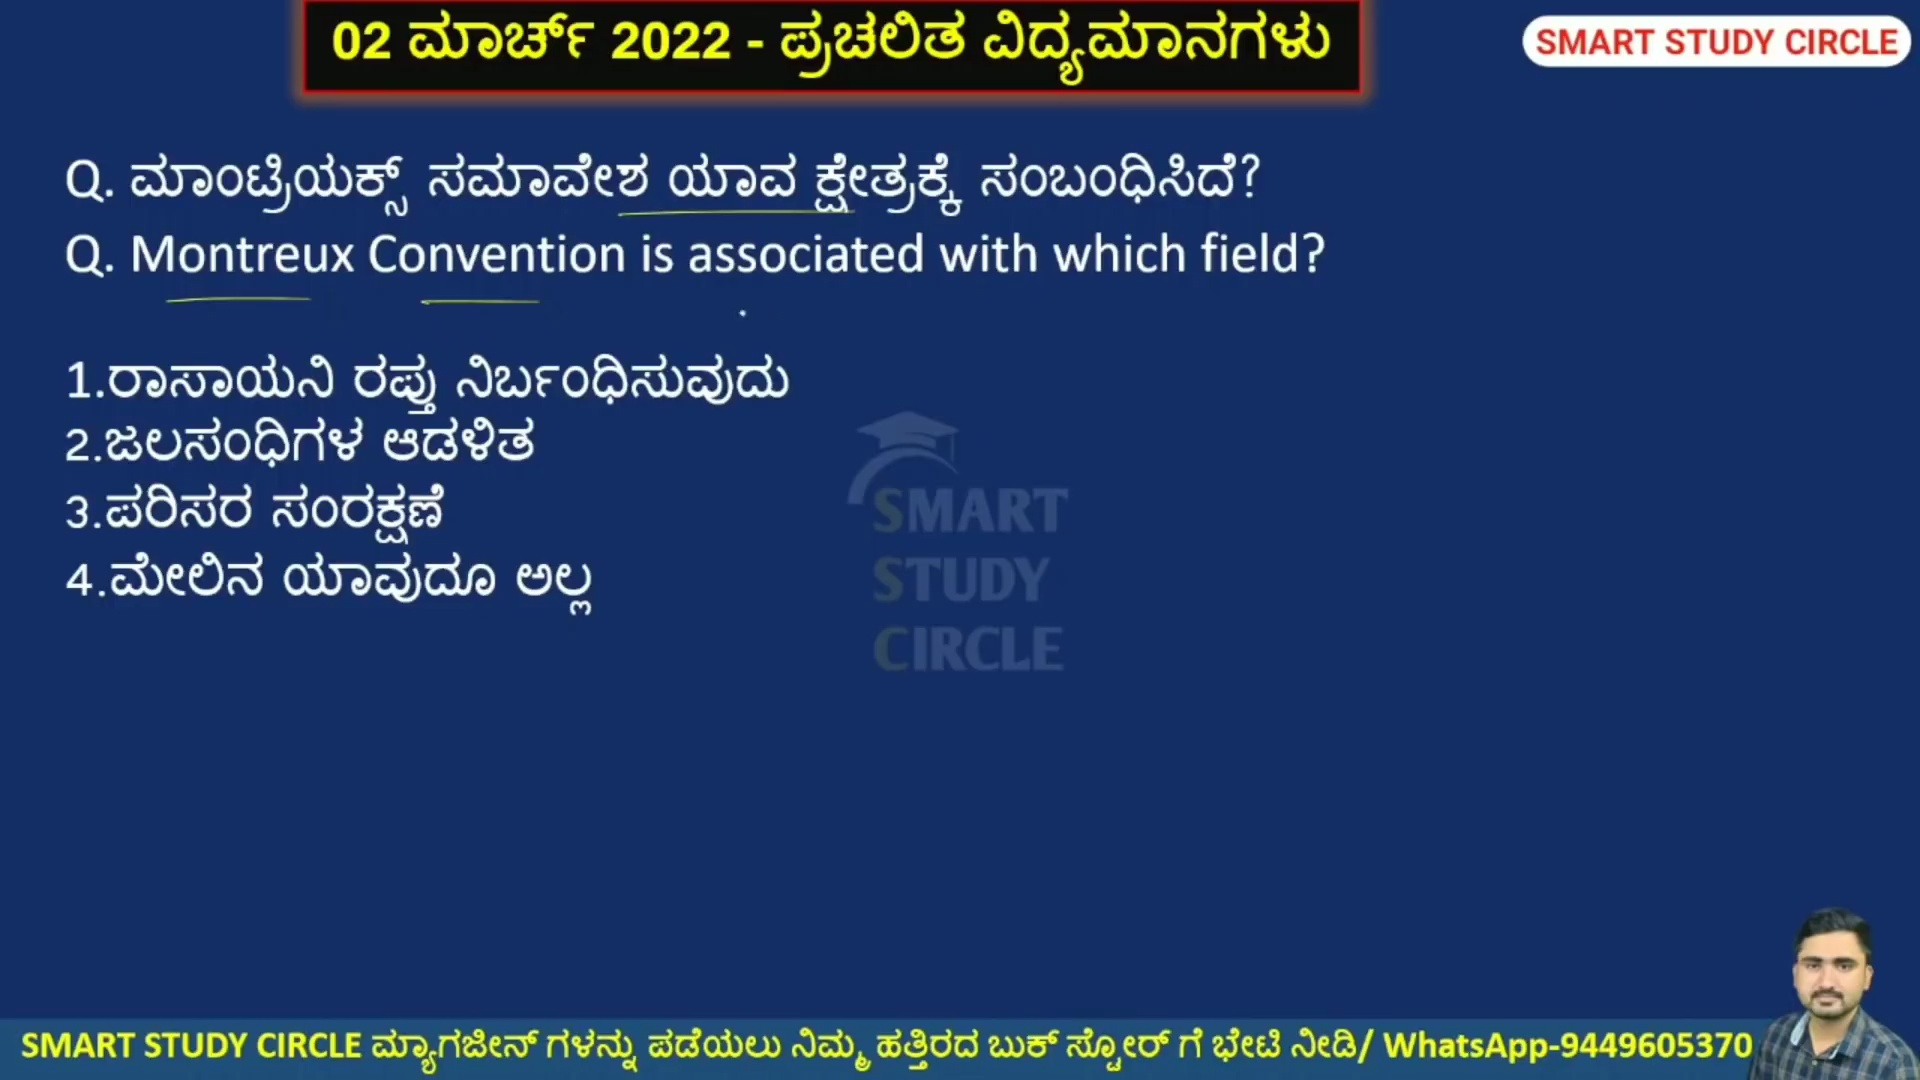 02 ಮಾರ್ಚ್ 2022 - ಪ್ರಚಲಿತ ವಿದ್ಯಮಾನಗಳು
SMART STUDY CIRCLE
Q. ಮಾಂಟ್ರಿಯಕ್ಸ್ ಸಮಾವೇಶ ಯಾವ ಕ್ಷೇತ್ರಕ್ಕೆ ಸಂಬಂಧಿಸಿದೆ?
Q. Montreux Convention is associated with which field?
1.ರಾಸಾಯನಿ ರಫ್ತು ನಿರ್ಬಂಧಿಸುವುದು
2.ಜಲಸಂಧಿಗಳ ಆಡಳಿತ
3.ಪರಿಸರ ಸಂರಕ್ಷಣೆ
4.ಮೇಲಿನ ಯಾವುದೂ ಅಲ್ಲ
SMART
STUDY
CIRCLE
SMART STUDY CIRCLE ಮ್ಯಾಗಜೀನ್ ಗಳನ್ನು ಪಡೆಯಲು ನಿಮ್ಮ ಹತ್ತಿರದ ಬುಕ್ ಸ್ಟೋರ್ ಗೆ ಭೇಟಿ ನೀಡಿ/ WhatsApp-9449605370